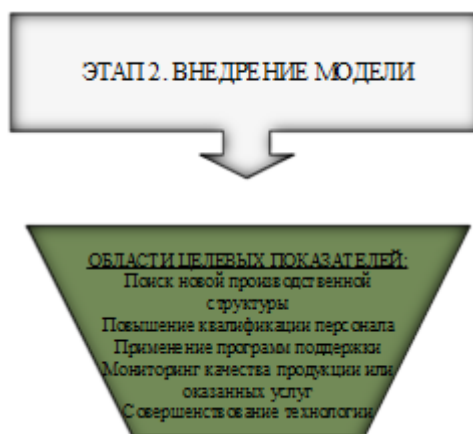 ЭТАП 2. ВНЕДРЕНИЕ МОДЕЛИ
ОБЛАСТИ ЦЕЛЕВЫХ ПОКАЗАТЕЛЕЙ:
Поиск новой производственной
структуры
Повышение квалификации персонала
Применение программ поддержки
Мониторинг качества продукции или
оказанных услуг
Совершенствование технологии